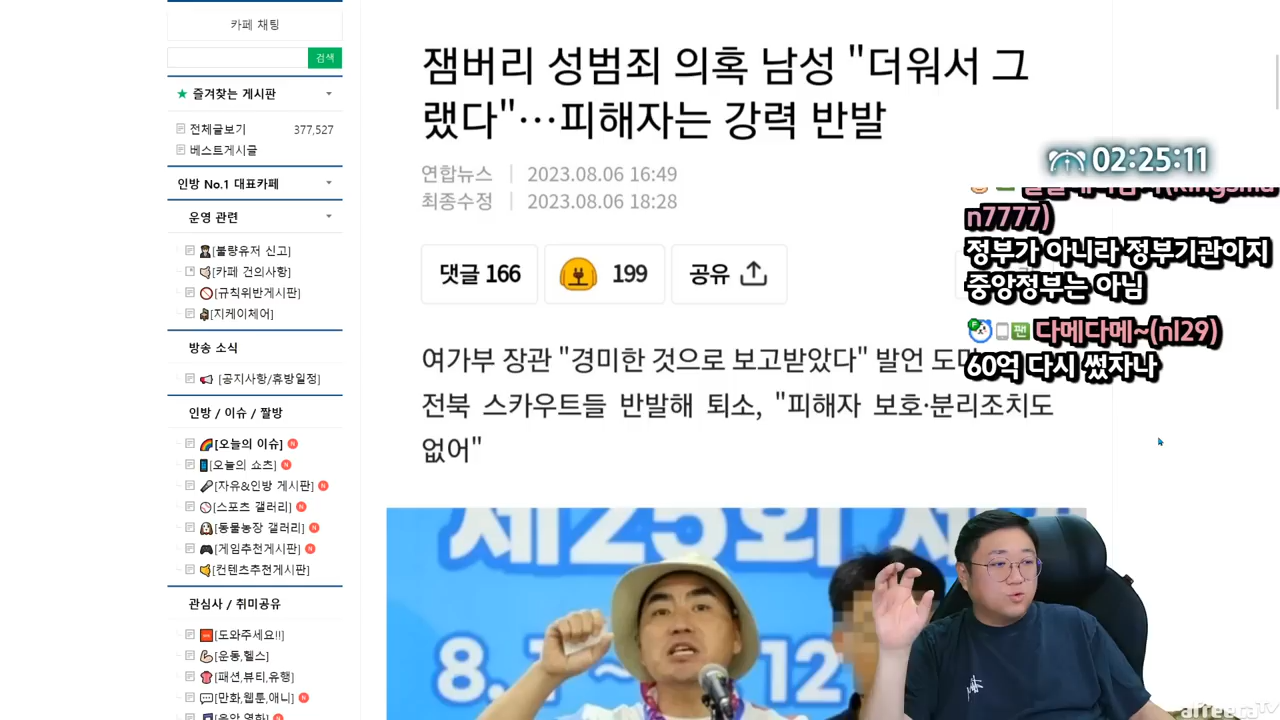 카페 채팅
검색
★ 즐겨찾는 게시판
전체글보기 377,527
베스트게시글
인방 No.1 대표카페
운영 관련
[불량유저 신고]
[카페 건의사항]
[규칙위반게시판]
[지케이체어]
방송 소식
[공지사항/휴방일정]
인방 / 이슈 / 짤방
[오늘의 이슈] N
[오늘의 쇼츠] N
[자유&인방 게시판] N
[스포츠 갤러리] N
[동물농장 갤러리] N
[게임추천게시판] N
[컨텐츠추천게시판]
관심사 / 취미공유
[도와주세요!!]
[운동,헬스]
[패션,뷰티,유행]
[만화,웹툰,애니] N
잼버리 성범죄 의혹 남성 "더워서 그
랬다"…피해자는 강력 반발
연합뉴스 | 2023.08.06 16:49
최종수정 | 2023.08.06 18:28
댓글 166
199
공유
여가부 장관 "경미한 것으로 보고받았다" 발언
전북 스카우트들 반발해 퇴소, "피해자 보호·분리조치도
없어"
제25회 세
8.
12
02:25:11
n7777)
정부가 아니라 정부기관이지
중앙정부는 아님
F 팬 다메다메~(nl29)
60억 다시 썼자나
afreecaTV